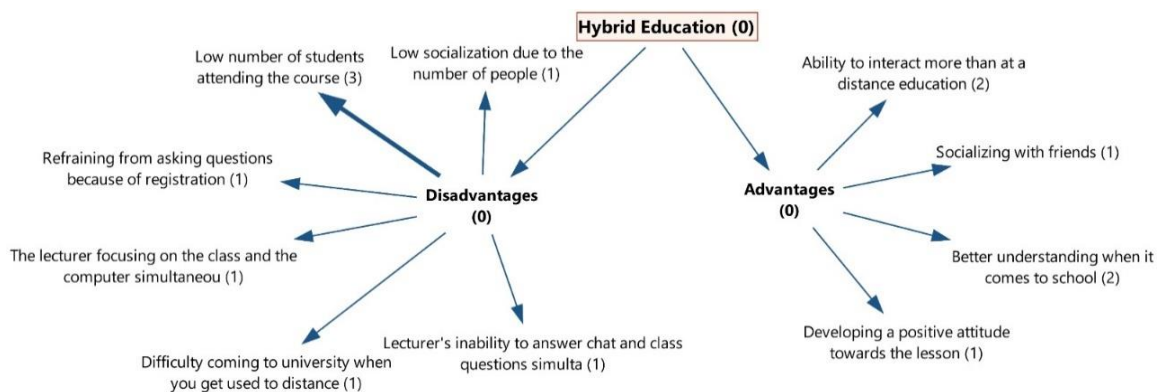 Hybrid Education (0)
Low number of students
attending the course (3)
Low socialization due to the
number of people (1)
Refraining from asking questions
because of registration (1)
Disadvantages
(0)
The lecturer focusing on the class and the
computer simultaneou (1)
Difficulty coming to university when
you get used to distance (1)
Lecturer's inability to answer chat and class
questions simulta (1)
Ability to interact more than at a
distance education (2)
Socializing with friends (1)
Advantages
(0)
Better understanding when it
comes to school (2)
Developing a positive attitude
towards the lesson (1)